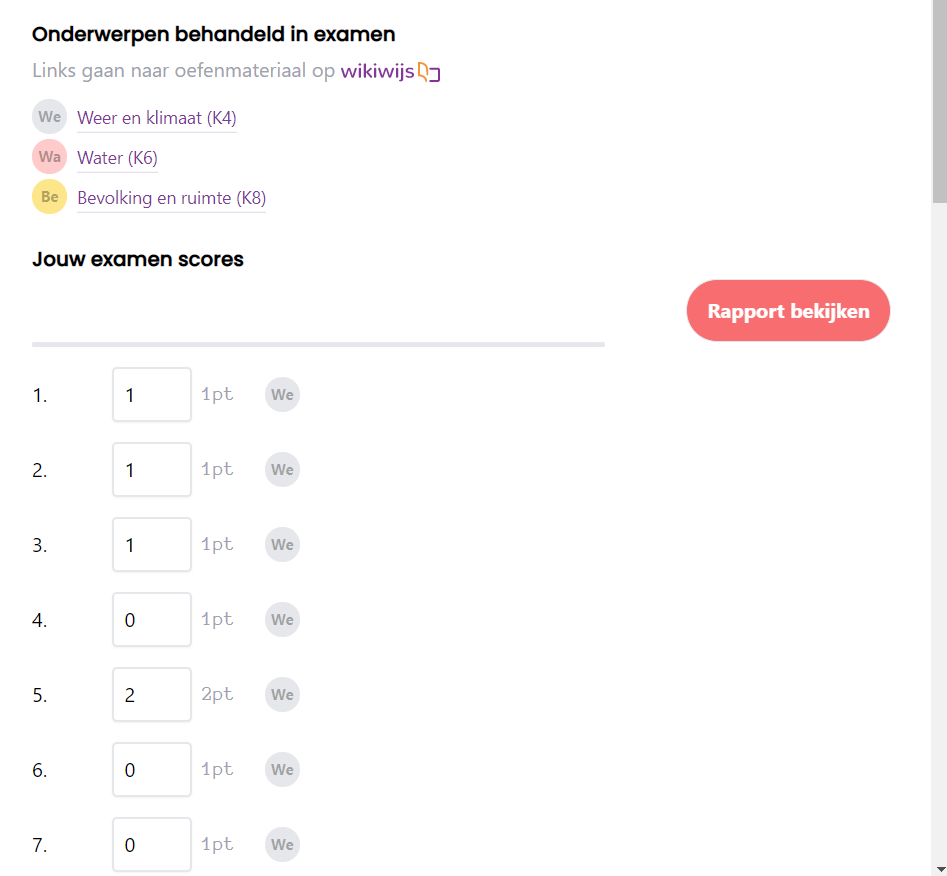 Onderwerpen behandeld in examen
Links gaan naar oefenmateriaal op wikiwijs
We Weer en klimaat (K4)
Wa Water (K6)
Be Bevolking en ruimte (K8)
Jouw examen scores
Rapport bekijken
1. 1 1pt We
2. 1 1pt We
3. 1 1pt We
4. 0 1pt We
5. 2 2pt We
6. 0 1pt We
7. 0 1pt We